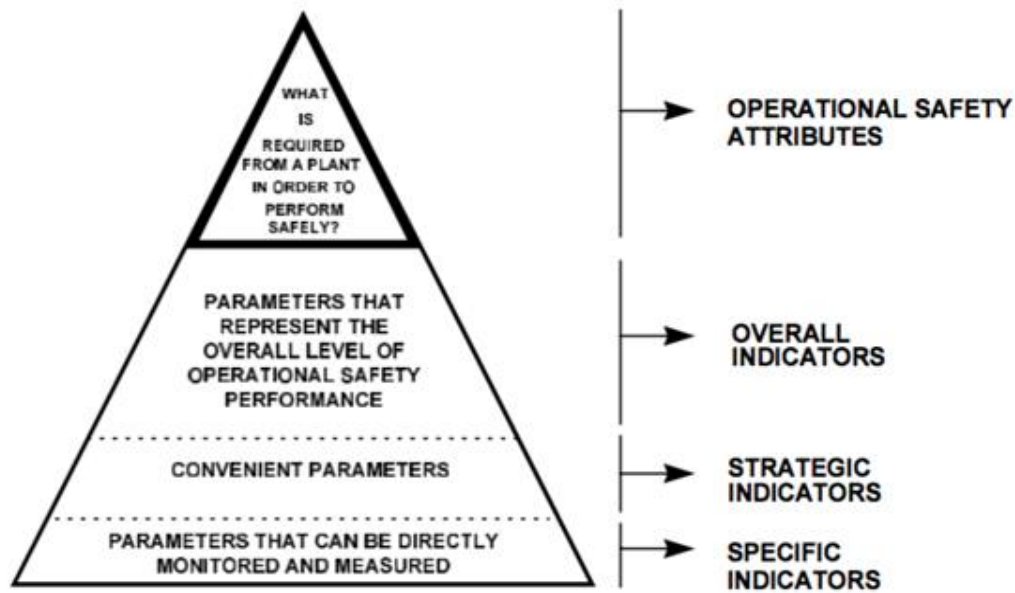 WHAT
IS
REQUIRED
FROM A PLANT
IN ORDER TO
PERFORM
SAFELY?
OPERATIONAL SAFETY
ATTRIBUTES
PARAMETERS THAT
REPRESENT THE
OVERALL LEVEL OF
OPERATIONAL SAFETY
PERFORMANCE
OVERALL
INDICATORS
CONVENIENT PARAMETERS
STRATEGIC
INDICATORS
PARAMETERS THAT CAN BE DIRECTLY
MONITORED AND MEASURED
SPECIFIC
INDICATORS